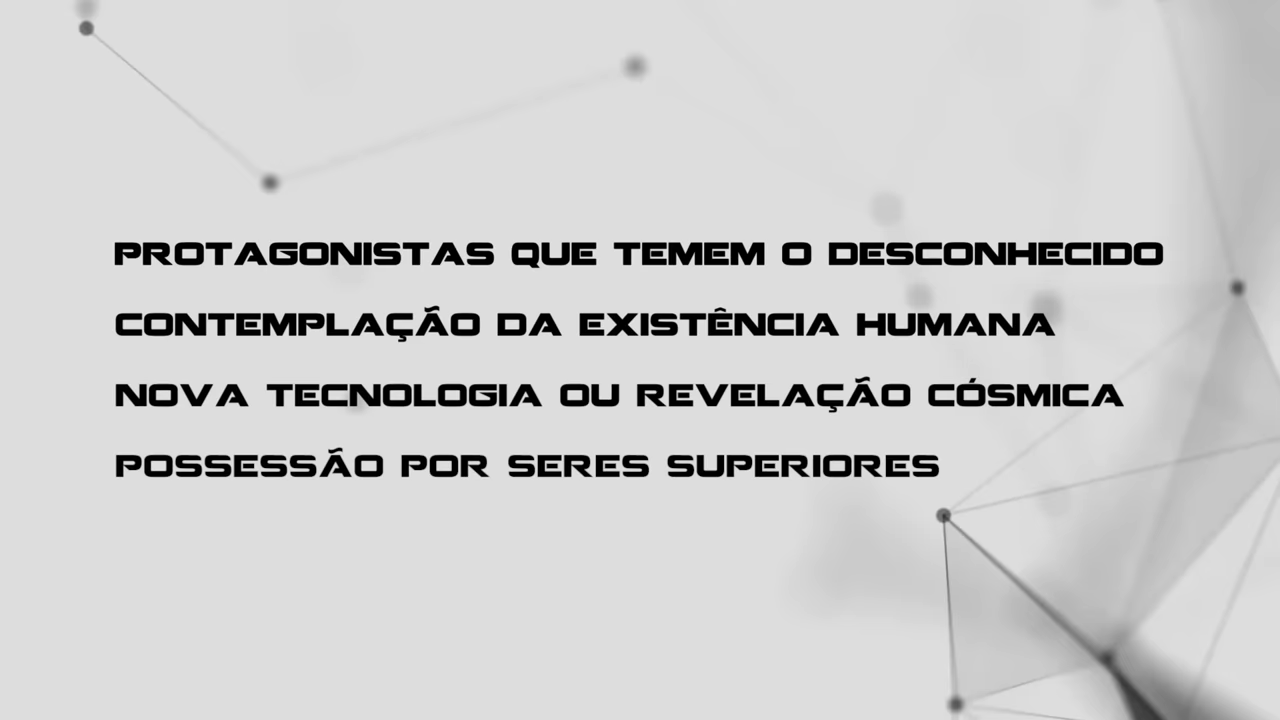 PROTAGONISTAS QUE TEMEM O DESCONHECIDO
CONTEMPLAÇÃO DA EXISTÊNCIA HUMANA
NOVA TECNOLOGIA OU REVELAÇÃO CÓSMICA
POSSESSÃO POR SERES SUPERIORES